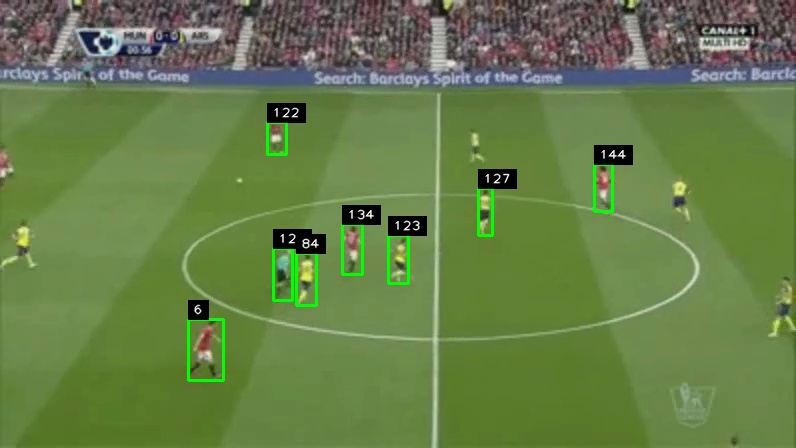 MUN 0-0 ARS
00:56
CANAL+ 1
MULTI HD
arclays Spirit of the Game
Search: Barclays Spirit of the Game
Search: Barclays S
122
144
127
134
123
12
84
6